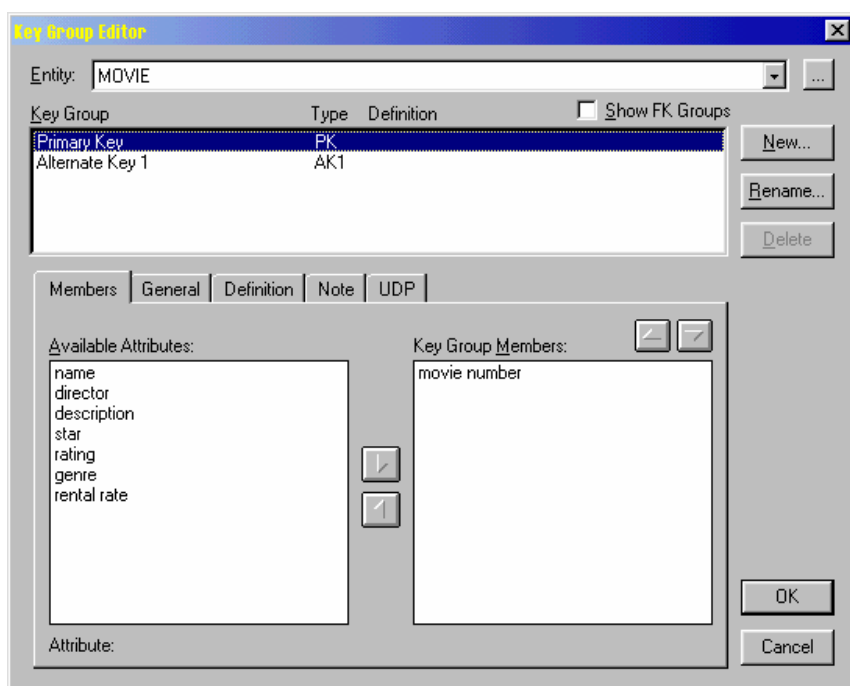 Key Group Editor
Entity: MOVIE ...
Key Group Type Definition Show FK Groups
Primary Key PK
Alternate Key 1 AK1
New...
Rename...
Delete
Members General Definition Note UDP
Available Attributes: Key Group Members:
name movie number
director
description
star
rating
genre
rental rate
Attribute:
OK
Cancel